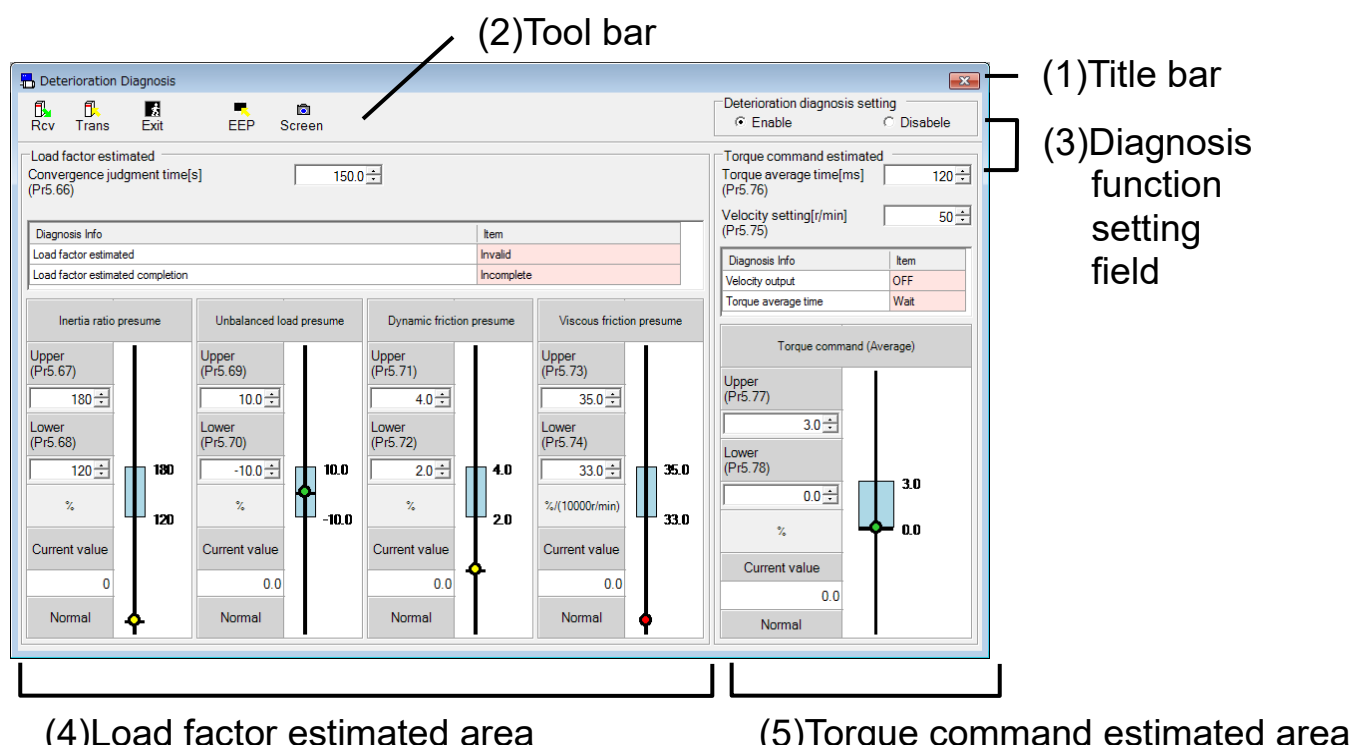 (2)Tool bar
Deterioration Diagnosis
(1)Title bar
Rcv Trans Exit EEP Screen
Deterioration diagnosis setting
Enable Disabele
(3)Diagnosis
function
setting
field
Load factor estimated
Convergence judgment time[s]
(Pr5.66)
150.0
Diagnosis Info Item
Load factor estimated Invalid
Load factor estimated completion Incomplete
Torque command estimated
Torque average time[ms] 120
(Pr5.76)
Velocity setting[r/min] 50
(Pr5.75)
Diagnosis Info Item
Velocity output OFF
Torque average time Wait
Inertia ratio presume
Upper
(Pr5.67)
180
Lower
(Pr5.68)
120
%
Current value
0
Normal
180
120
Unbalanced load presume
Upper
(Pr5.69)
10.0
Lower
(Pr5.70)
-10.0
%
Current value
0.0
Normal
10.0
-10.0
Dynamic friction presume
Upper
(Pr5.71)
4.0
Lower
(Pr5.72)
2.0
%
Current value
0.0
Normal
4.0
2.0
Viscous friction presume
Upper
(Pr5.73)
35.0
Lower
(Pr5.74)
33.0
%/(10000r/min)
Current value
0.0
Normal
35.0
33.0
Torque command (Average)
Upper
(Pr5.77)
3.0
Lower
(Pr5.78)
0.0
%
Current value
0.0
Normal
3.0
0.0
(4)Load factor estimated area
(5)Torque command estimated area